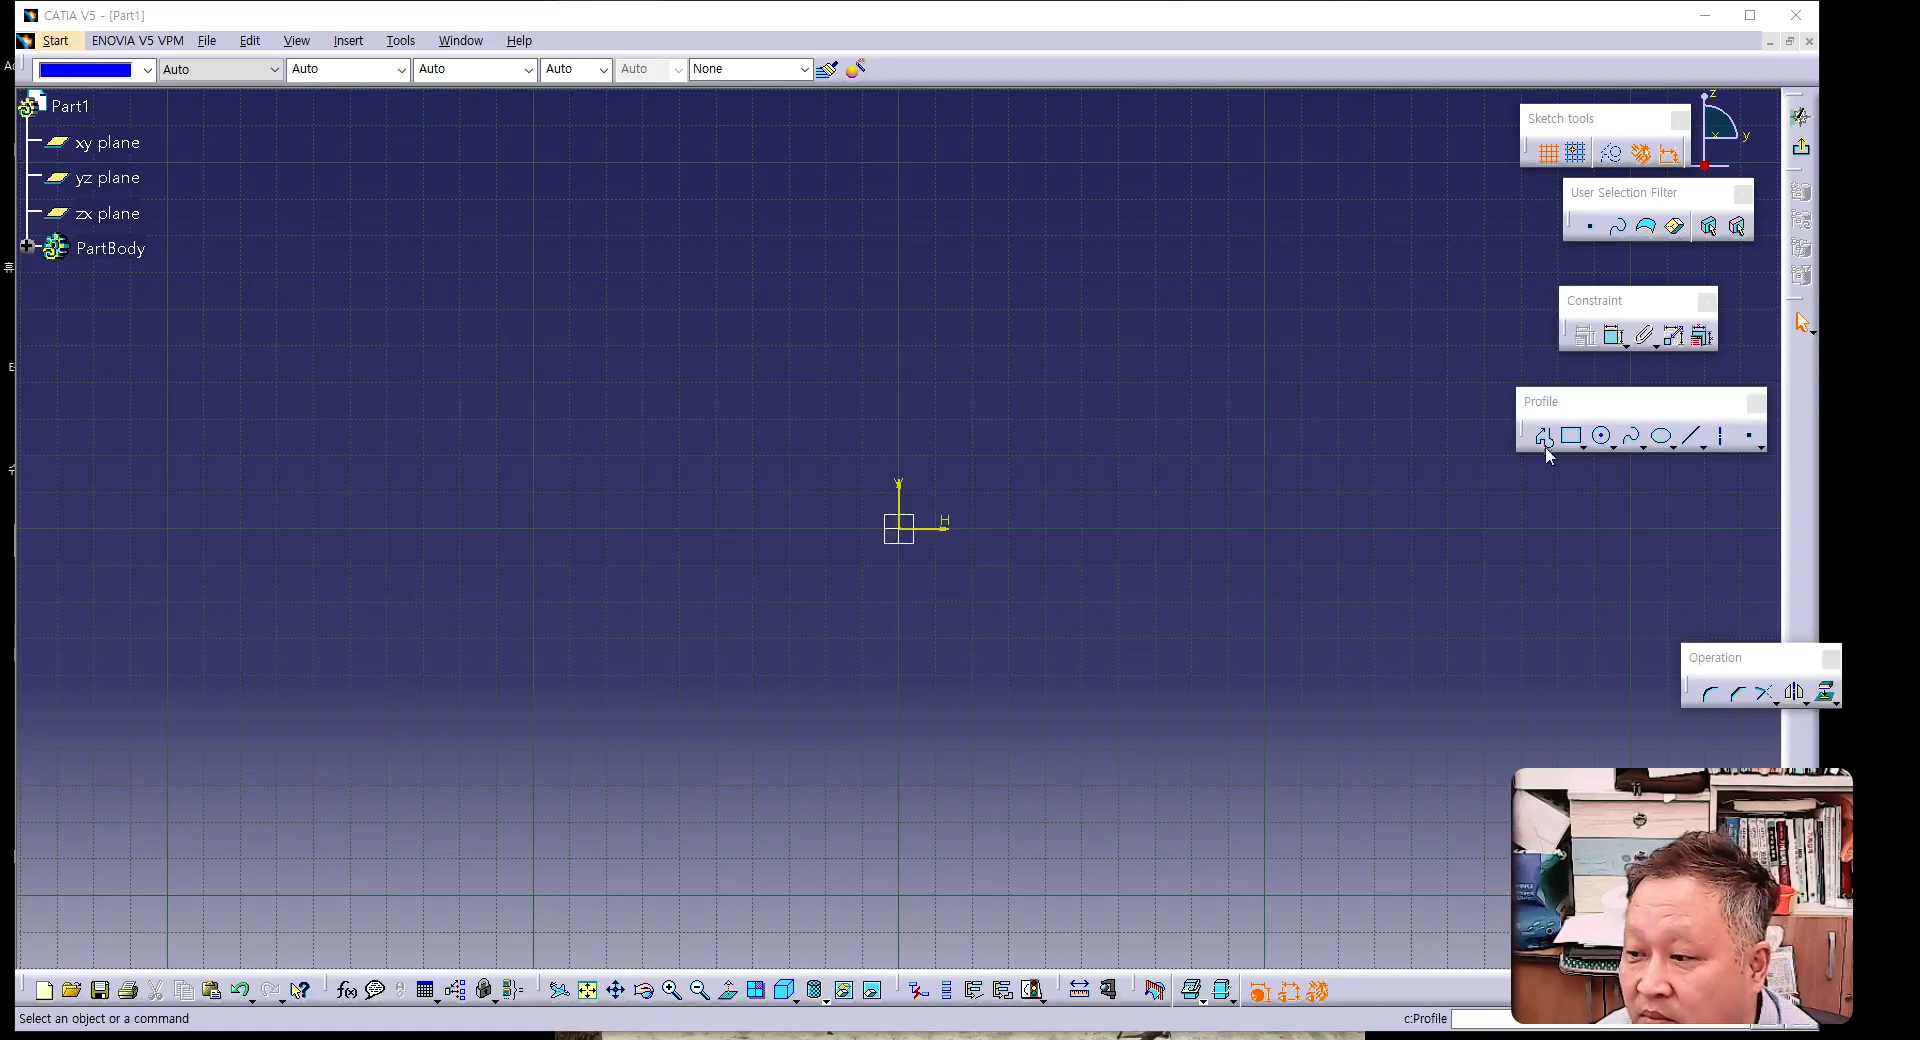 CATIA V5 - [Part1]
Start ENOVIA V5 VPM File Edit View Insert Tools Window Help
Auto Auto Auto Auto Auto None
Part1
xy plane
yz plane
zx plane
PartBody
Sketch tools
z
x
y
User Selection Filter
Constraint
Profile
V
H
Operation
f(x)
Select an object or a command
c:Profile